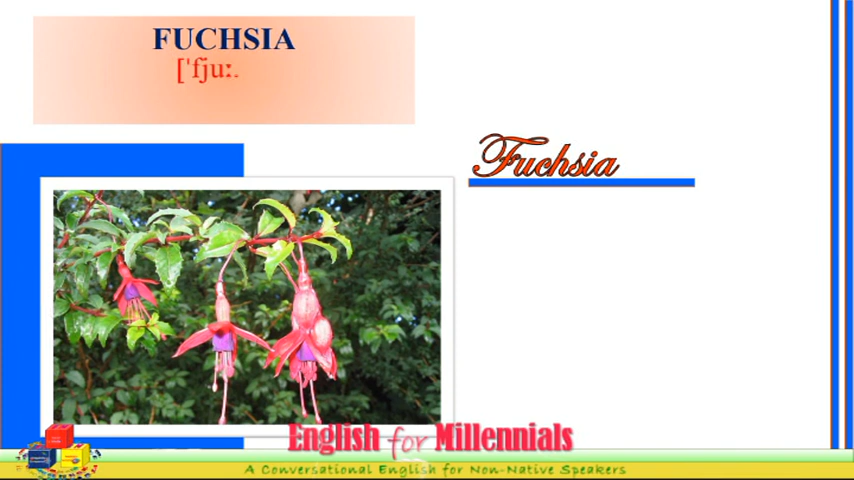 FUCHSIA
[ˈfjuː.
Fuchsia
English for Millennials
A Conversational English for Non-Native Speakers